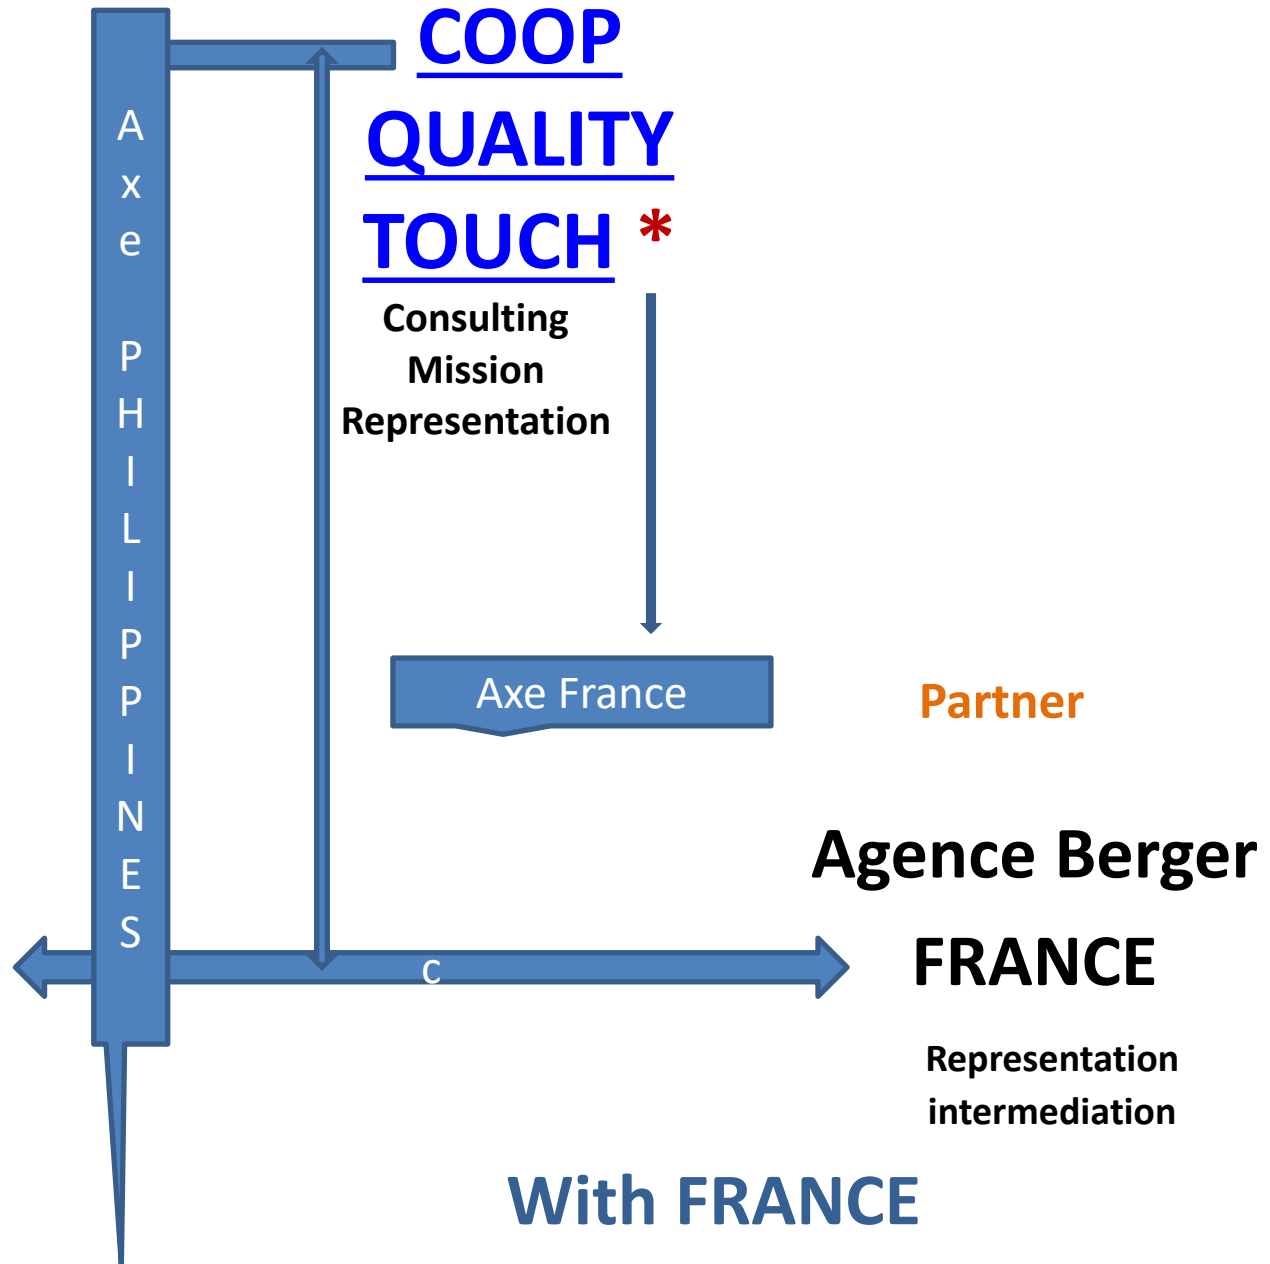 Axe PHILIPPINES
COOP
QUALITY
TOUCH *
Consulting
Mission
Representation
Axe France
Partner
Agence Berger
FRANCE
c
Representation
intermediation
With FRANCE